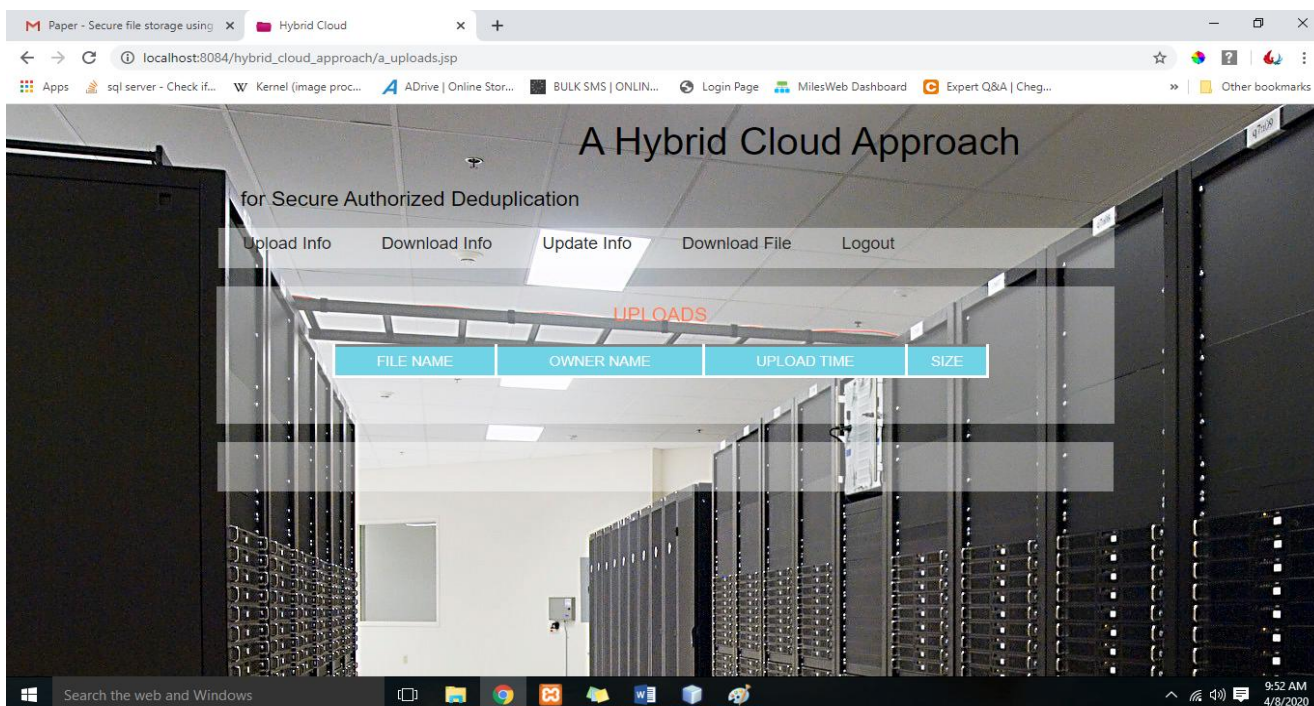 Paper - Secure file storage using
Hybrid Cloud
localhost:8084/hybrid_cloud_approach/a_uploads.jsp
Apps sql server - Check if... Kernel (image proc... ADrive | Online Stor... BULK SMS | ONLIN... Login Page MilesWeb Dashboard Expert Q&A | Cheg... » Other bookmarks
A Hybrid Cloud Approach
for Secure Authorized Deduplication
Upload Info Download Info Update Info Download File Logout
UPLOADS
FILE NAME OWNER NAME UPLOAD TIME SIZE
Search the web and Windows
9:52 AM
4/8/2020